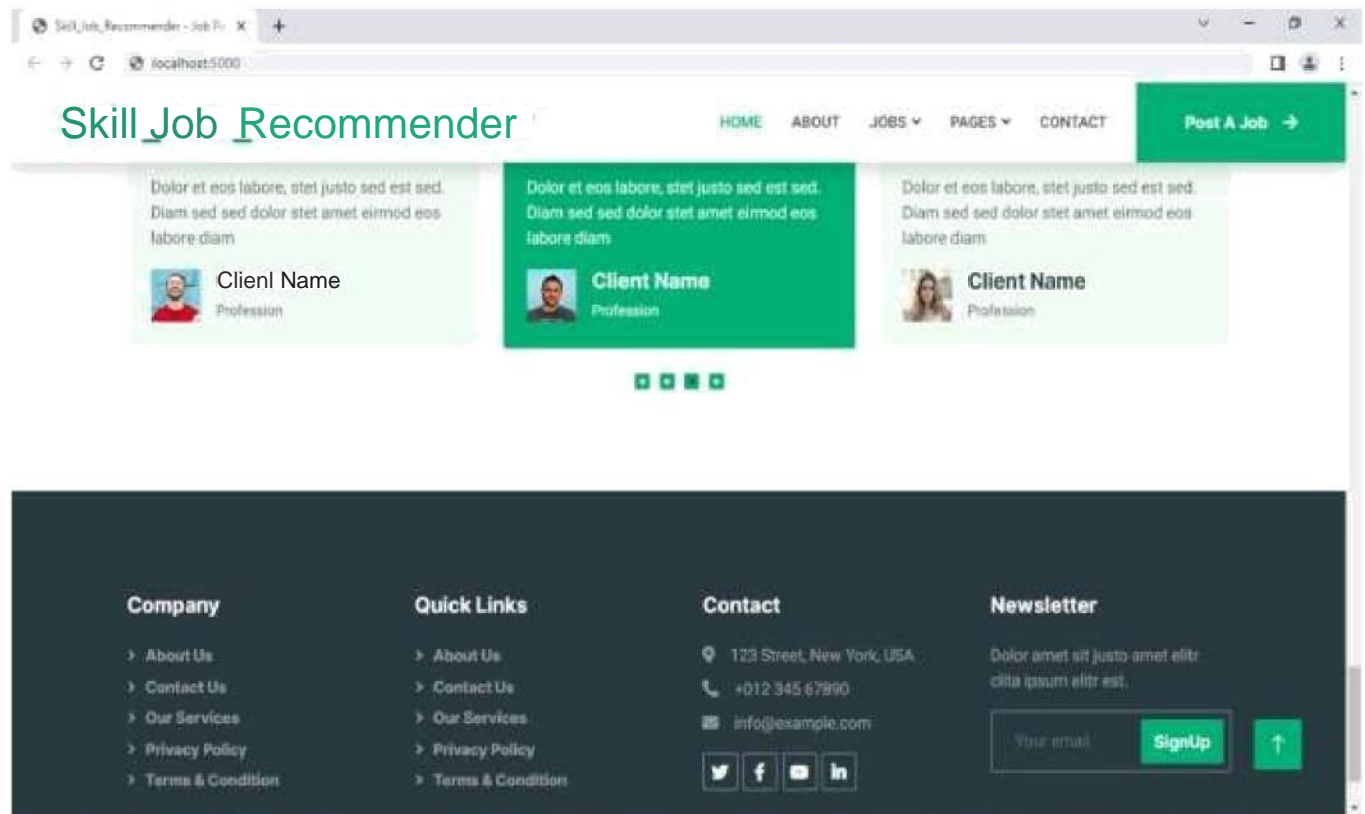 Skill_Job_Recommender - Job P
localhost:5000
Skill_Job_Recommender
HOME ABOUT JOBS PAGES CONTACT Post A Job
Dolor et eos labore, stet justo sed est sed.
Diam sed sed dolor stet amet eirmod eos
labore diam
Clienl Name
Profession
Dolor et eos labore, stet justo sed est sed.
Diam sed sed dolor stet amet eirmod eos
labore diam
Client Name
Profession
Dolor et eos labore, stet justo sed est sed.
Diam sed sed dolor stet amet eirmod eos
labore diam
Client Name
Profession
Company
About Us
Contact Us
Our Services
Privacy Policy
Terms & Condition
Quick Links
About Us
Contact Us
Our Services
Privacy Policy
Terms & Condition
Contact
123 Street, New York, USA
+012 345 67890
info@example.com
Newsletter
Dolor amet sit justo amet elitr
clita ipsum elitr est.
Your email SignUp